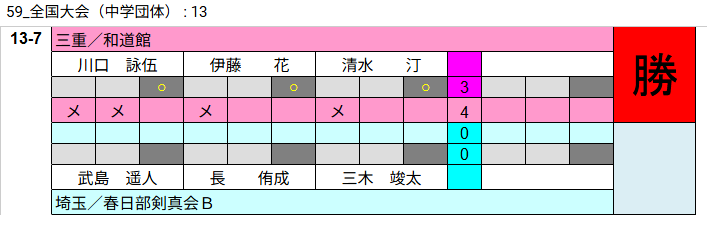 59_全国大会（中学団体）: 13
13-7 三重／和道館 勝
川口 詠伍 伊藤 花 清水 汀
○ ○ ○ 3
メ メ メ メ 4
0
0
武島 遥人 長 侑成 三木 竣太
埼玉／春日部剣真会Ｂ